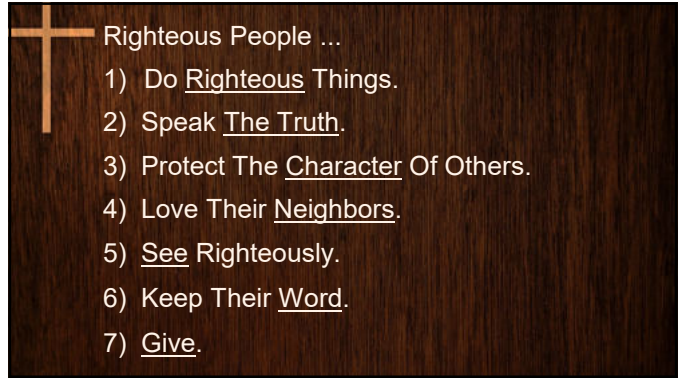 Righteous People ...
1) Do Righteous Things.
2) Speak The Truth.
3) Protect The Character Of Others.
4) Love Their Neighbors.
5) See Righteously.
6) Keep Their Word.
7) Give.